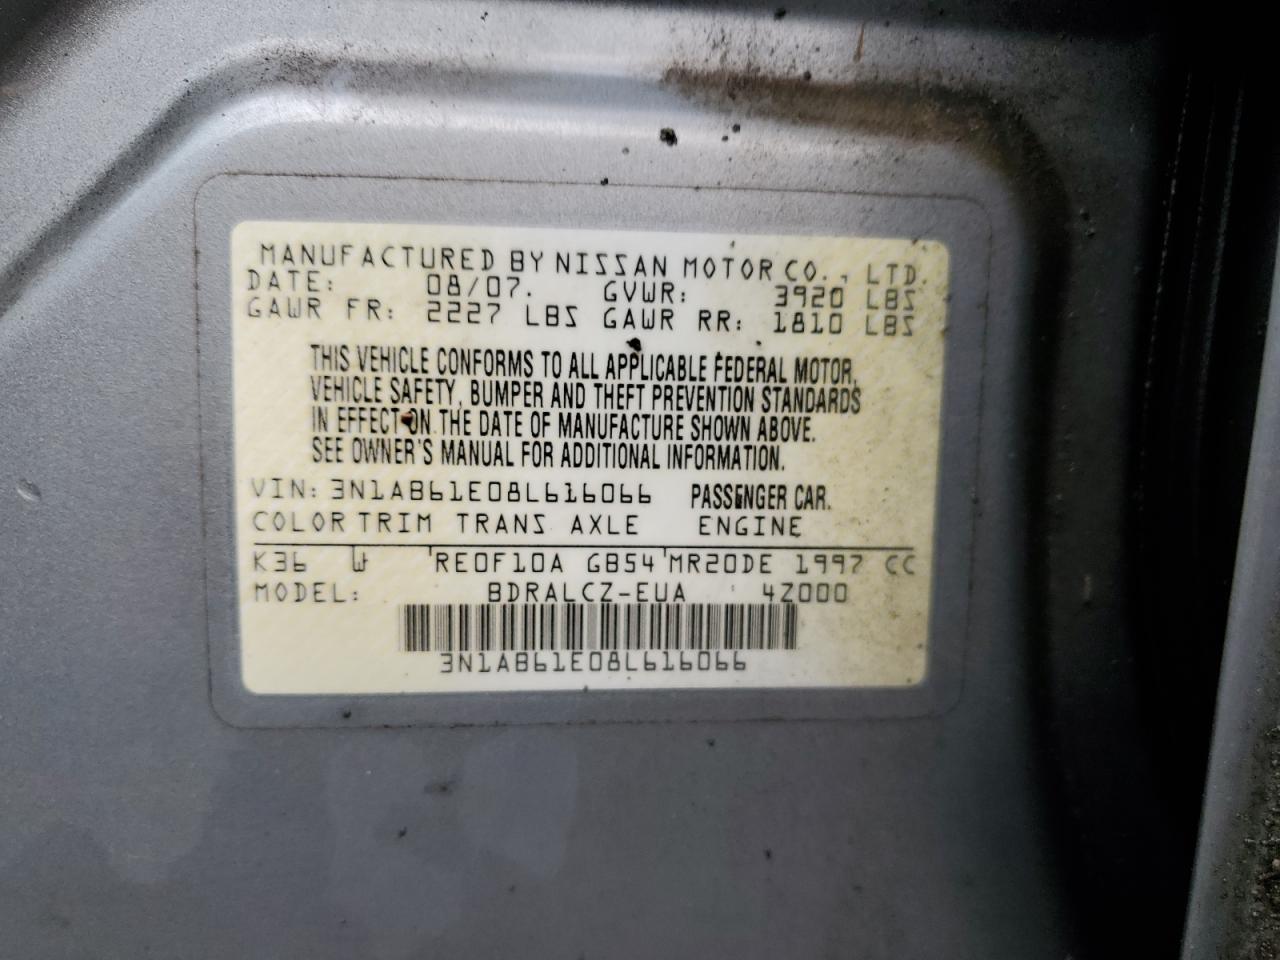 MANUFACTURED BY NISSAN MOTOR CO., LTD.
DATE: 08/07. GVWR: 3920 LBS
GAWR FR: 2227 LBS GAWR RR: 1810 LBS
THIS VEHICLE CONFORMS TO ALL APPLICABLE FEDERAL MOTOR
VEHICLE SAFETY, BUMPER AND THEFT PREVENTION STANDARDS
IN EFFECT ON THE DATE OF MANUFACTURE SHOWN ABOVE.
SEE OWNER'S MANUAL FOR ADDITIONAL INFORMATION.
VIN: 3N1AB61E08L616066 PASSENGER CAR.
COLOR TRIM TRANS AXLE ENGINE
K36 W RE0F10A GB54 MR20DE 1997 CC
MODEL: BDRALCZ-EUA 4Z000
3N1AB61E08L616066